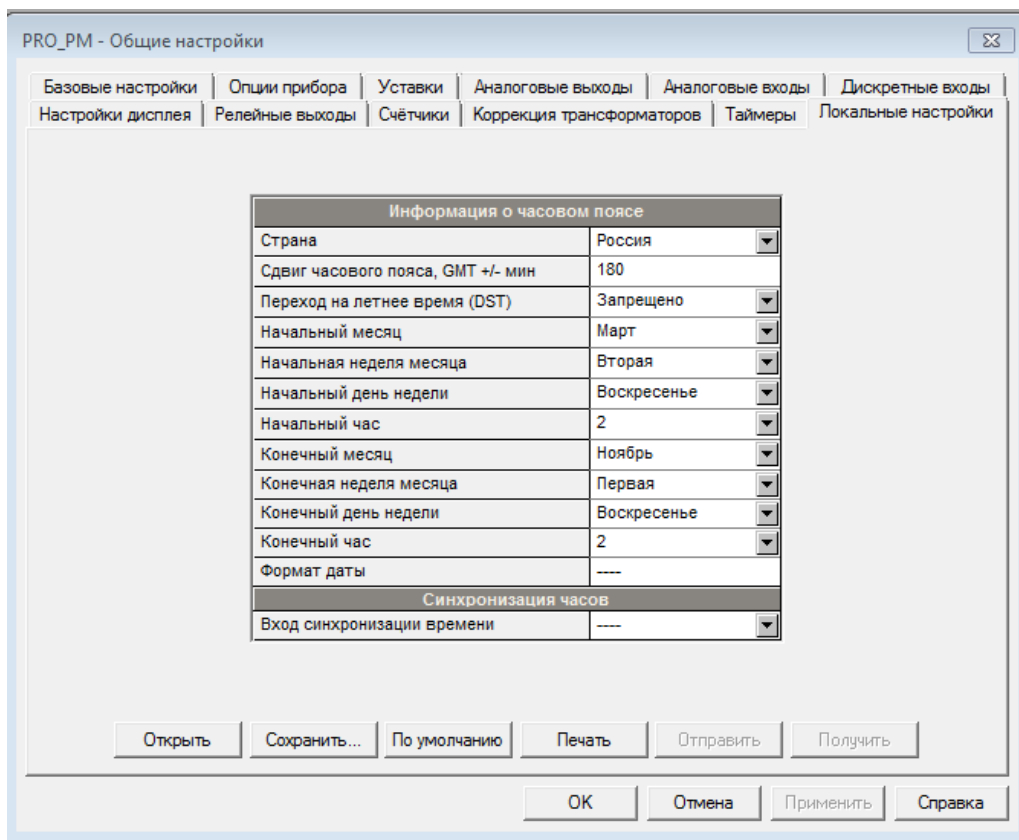 PRO_PM - Общие настройки
Базовые настройки Опции прибора Уставки Аналоговые выходы Аналоговые входы Дискретные входы
Настройки дисплея Релейные выходы Счётчики Коррекция трансформаторов Таймеры Локальные настройки
Информация о часовом поясе
Страна Россия
Сдвиг часового пояса, GMT +/- мин 180
Переход на летнее время (DST) Запрещено
Начальный месяц Март
Начальная неделя месяца Вторая
Начальный день недели Воскресенье
Начальный час 2
Конечный месяц Ноябрь
Конечная неделя месяца Первая
Конечный день недели Воскресенье
Конечный час 2
Формат даты ----
Синхронизация часов
Вход синхронизации времени ----
Открыть Сохранить... По умолчанию Печать Отправить Получить
OK Отмена Применить Справка